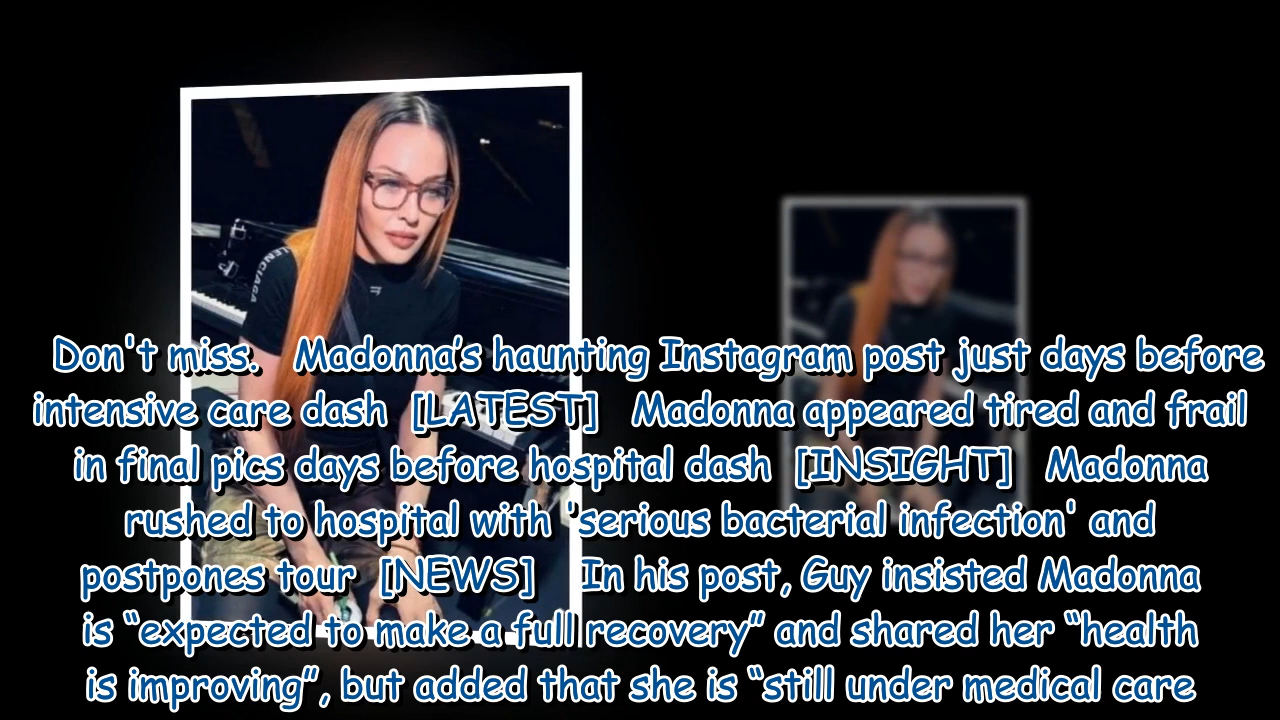 LENCIAGA
Don't miss. Madonna’s haunting Instagram post just days before
intensive care dash [LATEST] Madonna appeared tired and frail
in final pics days before hospital dash [INSIGHT] Madonna
rushed to hospital with 'serious bacterial infection' and
postpones tour [NEWS] In his post, Guy insisted Madonna
is “expected to make a full recovery” and shared her “health
is improving”, but added that she is “still under medical care